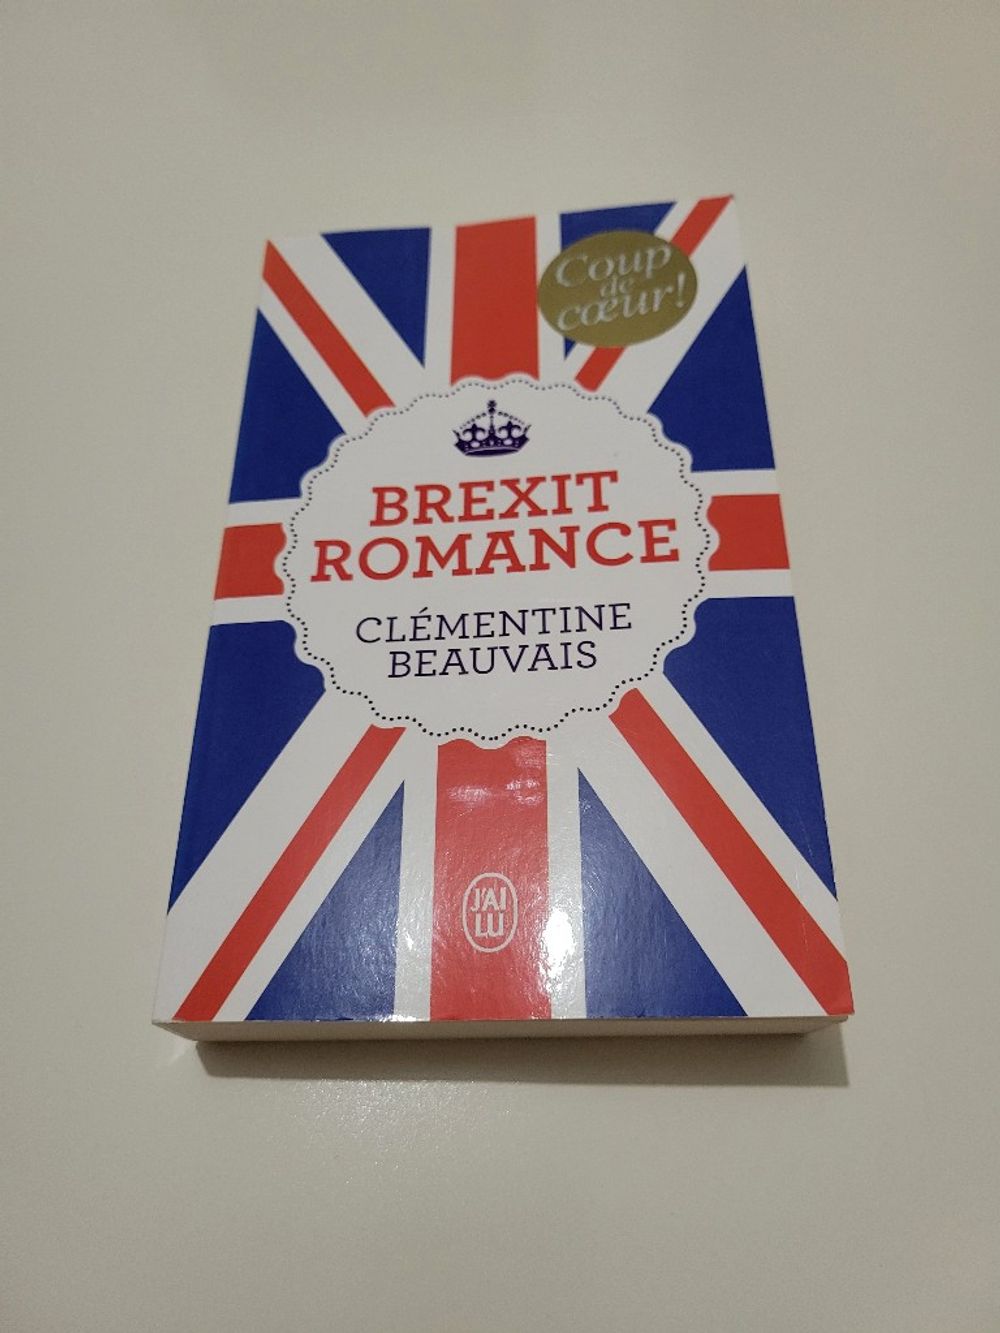 Coup
de
cœur!
BREXIT
ROMANCE
CLÉMENTINE
BEAUVAIS
J'AI
LU